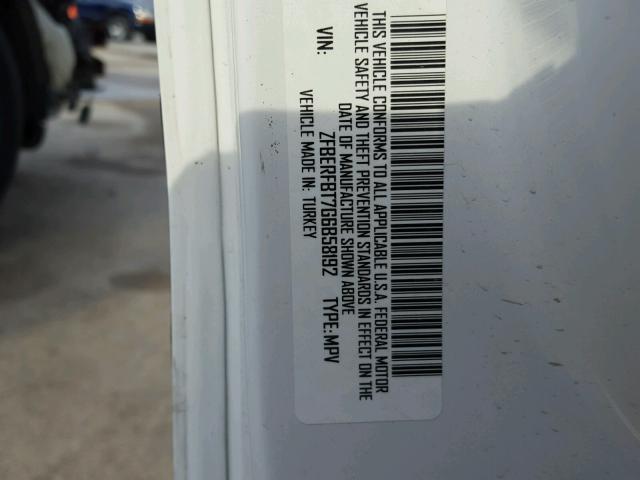 THIS VEHICLE CONFORMS TO ALL APPLICABLE U.S.A. FEDERAL MOTOR
VEHICLE SAFETY AND THEFT PREVENTION STANDARDS IN EFFECT ON THE
DATE OF MANUFACTURE SHOWN ABOVE
VIN: ZFBERFBT7G6B58192 TYPE: MPV
VEHICLE MADE IN: TURKEY